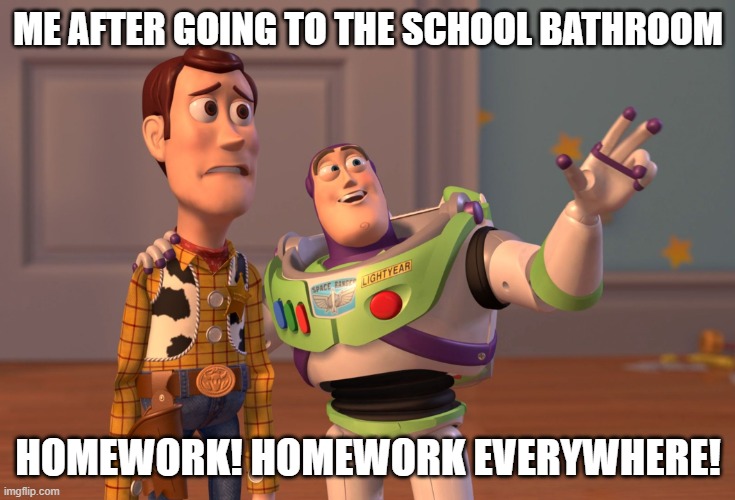 ME AFTER GOING TO THE SCHOOL BATHROOM
SPACE RANGER
LIGHTYEAR
HOMEWORK! HOMEWORK EVERYWHERE!
imgflip.com